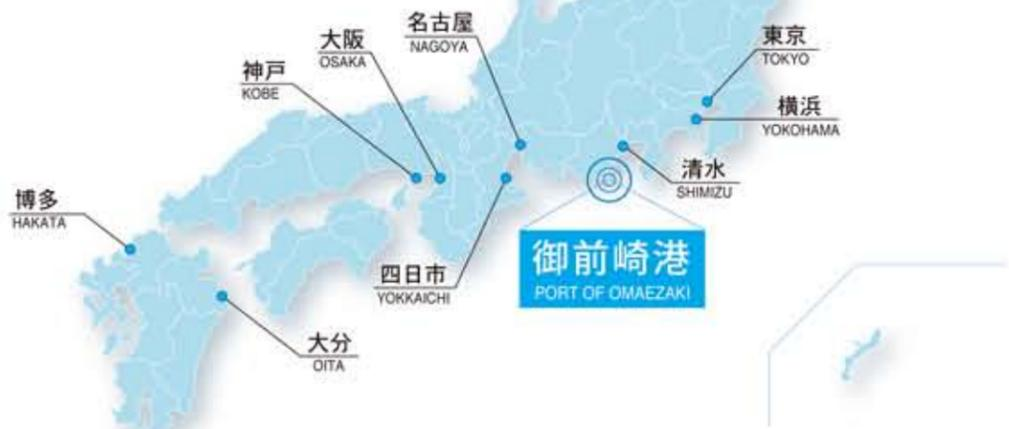 名古屋
NAGOYA
大阪
OSAKA
神戸
KOBE
東京
TOKYO
横浜
YOKOHAMA
清水
SHIMIZU
博多
HAKATA
四日市
YOKKAICHI
御前崎港
PORT OF OMAEZAKI
大分
OITA